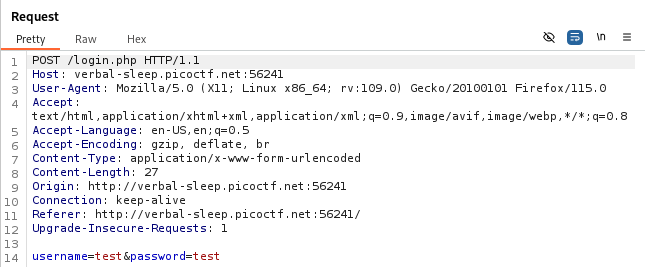 Request
Pretty Raw Hex
\n
1 POST /login.php HTTP/1.1
2 Host: verbal-sleep.picoctf.net:56241
3 User-Agent: Mozilla/5.0 (X11; Linux x86_64; rv:109.0) Gecko/20100101 Firefox/115.0
4 Accept:
text/html,application/xhtml+xml,application/xml;q=0.9,image/avif,image/webp,*/*;q=0.8
5 Accept-Language: en-US,en;q=0.5
6 Accept-Encoding: gzip, deflate, br
7 Content-Type: application/x-www-form-urlencoded
8 Content-Length: 27
9 Origin: http://verbal-sleep.picoctf.net:56241
10 Connection: keep-alive
11 Referer: http://verbal-sleep.picoctf.net:56241/
12 Upgrade-Insecure-Requests: 1
13
14 username=test&password=test